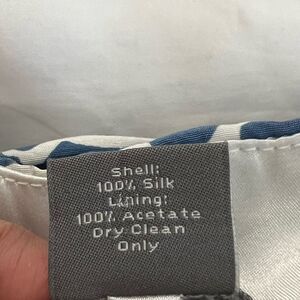 Shell:
100% Silk
Lining:
100% Acetate
Dry Clean
Only